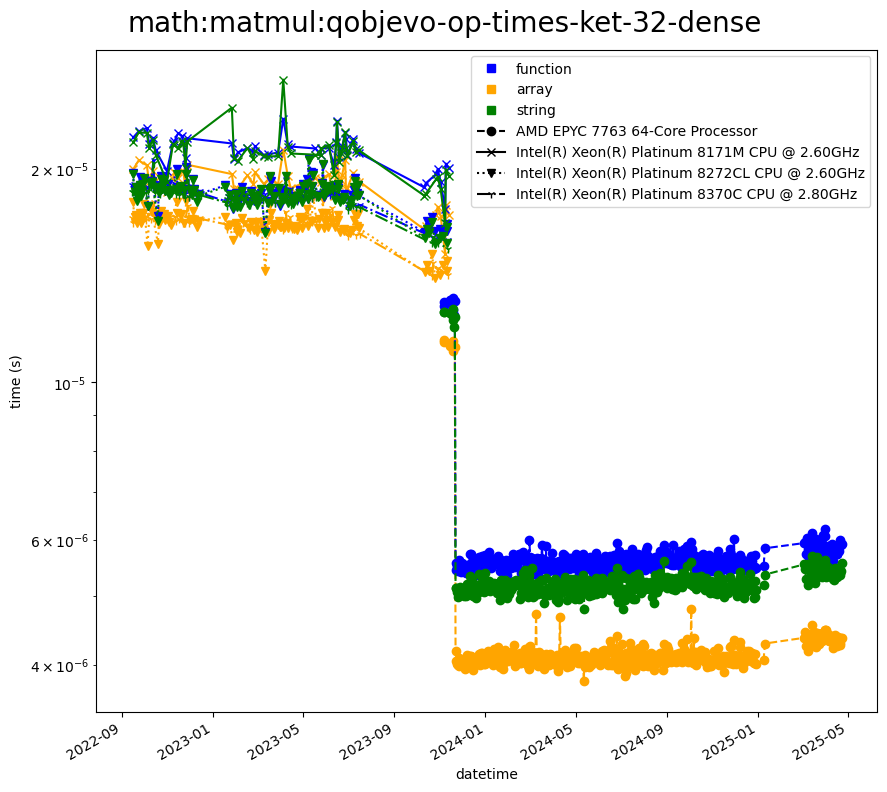 math:matmul:qobjevo-op-times-ket-32-dense
function
array
string
AMD EPYC 7763 64-Core Processor
Intel(R) Xeon(R) Platinum 8171M CPU @ 2.60GHz
Intel(R) Xeon(R) Platinum 8272CL CPU @ 2.60GHz
Intel(R) Xeon(R) Platinum 8370C CPU @ 2.80GHz
time (s)
2 × 10⁻⁵
10⁻⁵
6 × 10⁻⁶
4 × 10⁻⁶
2022-09
2023-01
2023-05
2023-09
2024-01
2024-05
2024-09
2025-01
2025-05
datetime